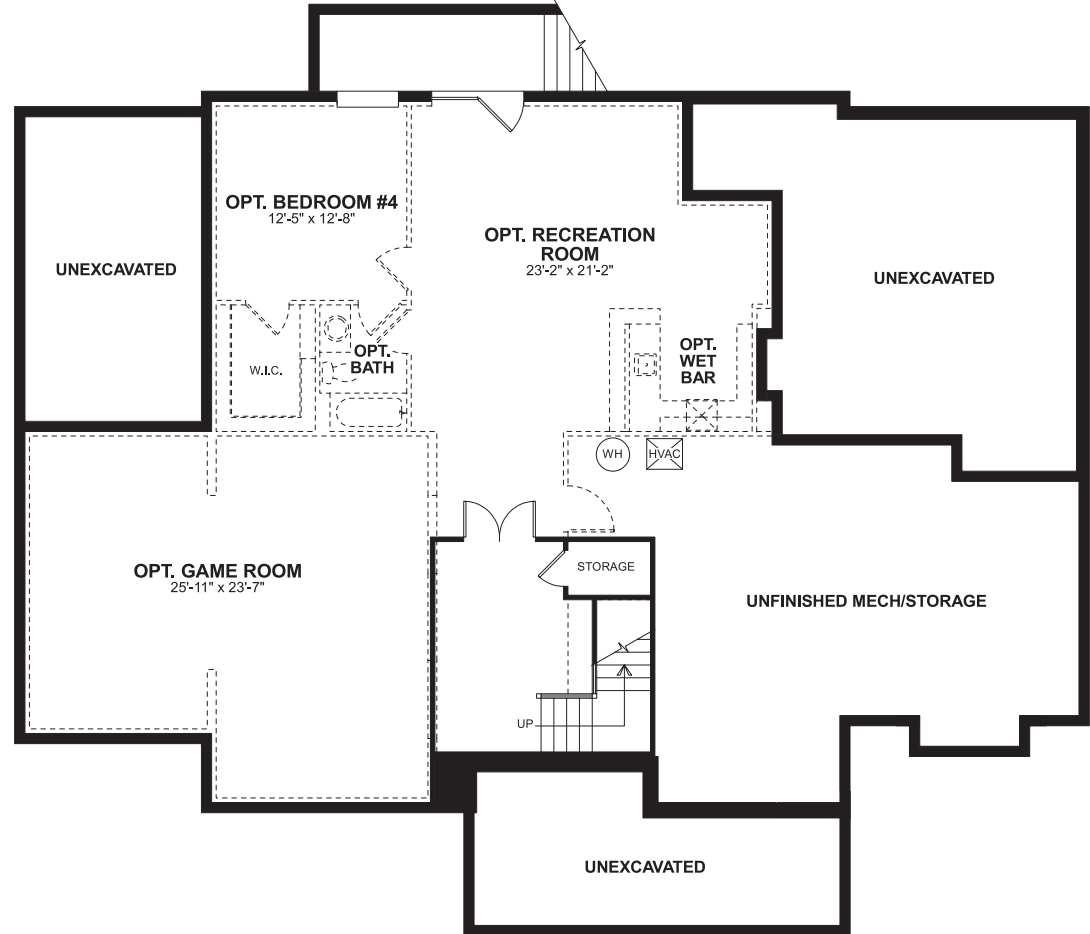 OPT. BEDROOM #4
12'-5" x 12'-8"
OPT. RECREATION
ROOM
23'-2" x 21'-2"
UNEXCAVATED
UNEXCAVATED
OPT.
BATH
W.I.C.
OPT.
WET
BAR
WH
HVAC
OPT. GAME ROOM
25'-11" x 23'-7"
STORAGE
UNFINISHED MECH/STORAGE
UP
UNEXCAVATED